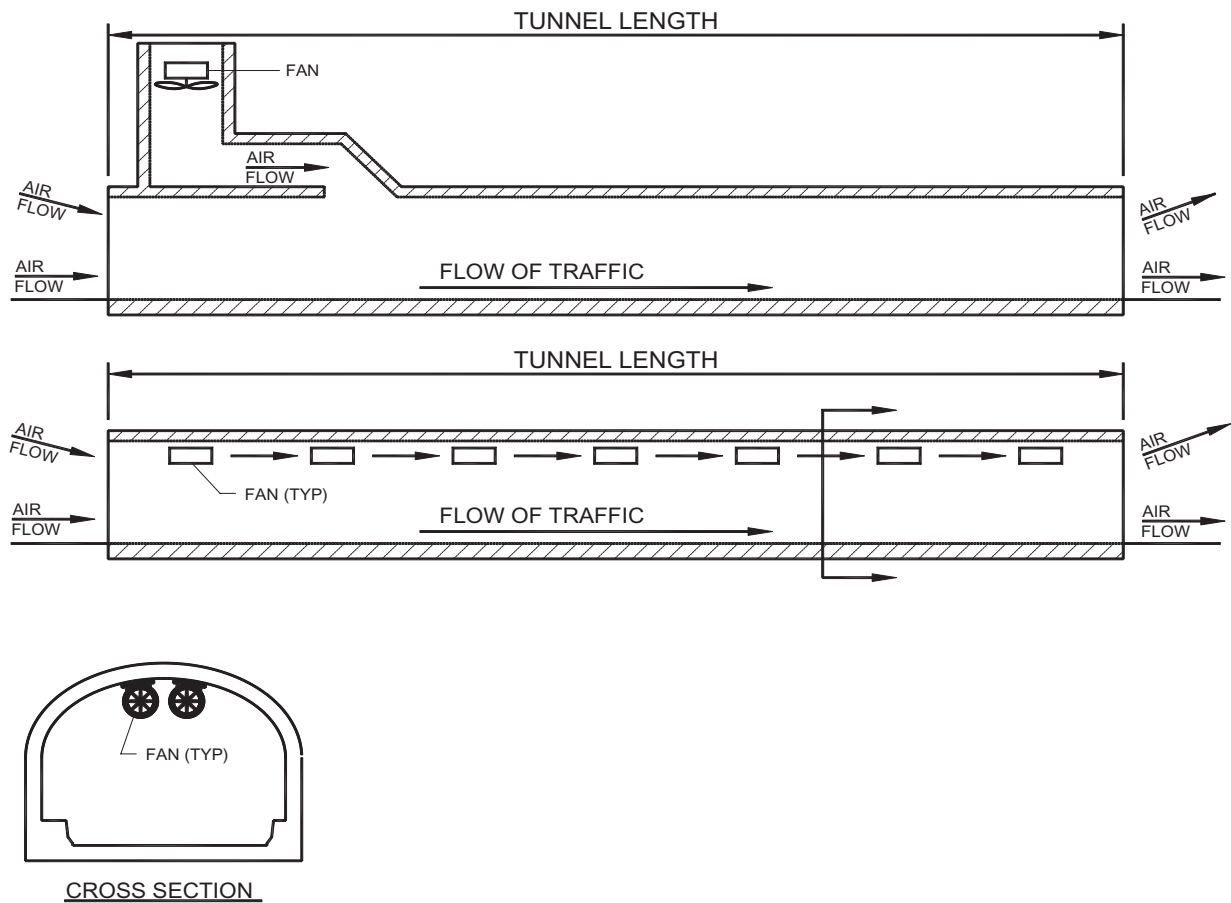 TUNNEL LENGTH
FAN
AIR
FLOW
AIR
FLOW
AIR
FLOW
AIR
FLOW
FLOW OF TRAFFIC
AIR
FLOW
TUNNEL LENGTH
AIR
FLOW
AIR
FLOW
FAN (TYP)
AIR
FLOW
FLOW OF TRAFFIC
AIR
FLOW
FAN (TYP)
CROSS SECTION